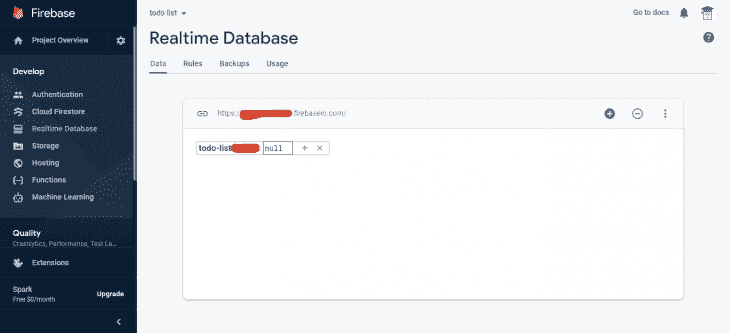 Firebase
Project Overview
Develop
Authentication
Cloud Firestore
Realtime Database
Storage
Hosting
Functions
Machine Learning
Quality
Crashlytics, Performance, Test La...
Extensions
Spark
Free $0/month
Upgrade
todo list
Go to docs
Realtime Database
Data Rules Backups Usage
https:// .firebaseio.com/
todo-list null